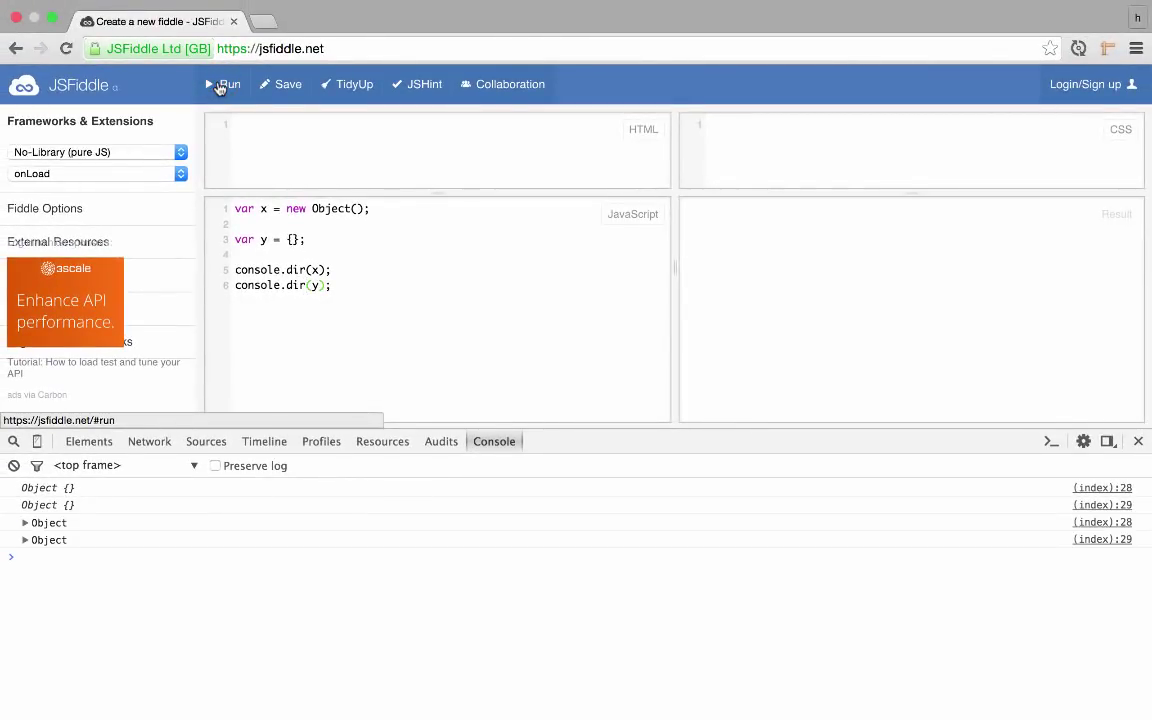 Create a new fiddle - JSFidd
h
JSFiddle Ltd [GB] https://jsfiddle.net
JSFiddle α
Run
Save
TidyUp
JSHint
Collaboration
Login/Sign up
Frameworks & Extensions
No-Library (pure JS)
onLoad
Fiddle Options
External Resources
3scale
Enhance API
performance.
Tutorial: How to load test and tune your
API
ads via Carbon
https://jsfiddle.net/#run
1
HTML
1
CSS
1 var x = new Object();
2
3 var y = {};
4
5 console.dir(x);
6 console.dir(y);
JavaScript
Result
Elements Network Sources Timeline Profiles Resources Audits Console
<top frame> Preserve log
Object {} (index):28
Object {} (index):29
Object (index):28
Object (index):29